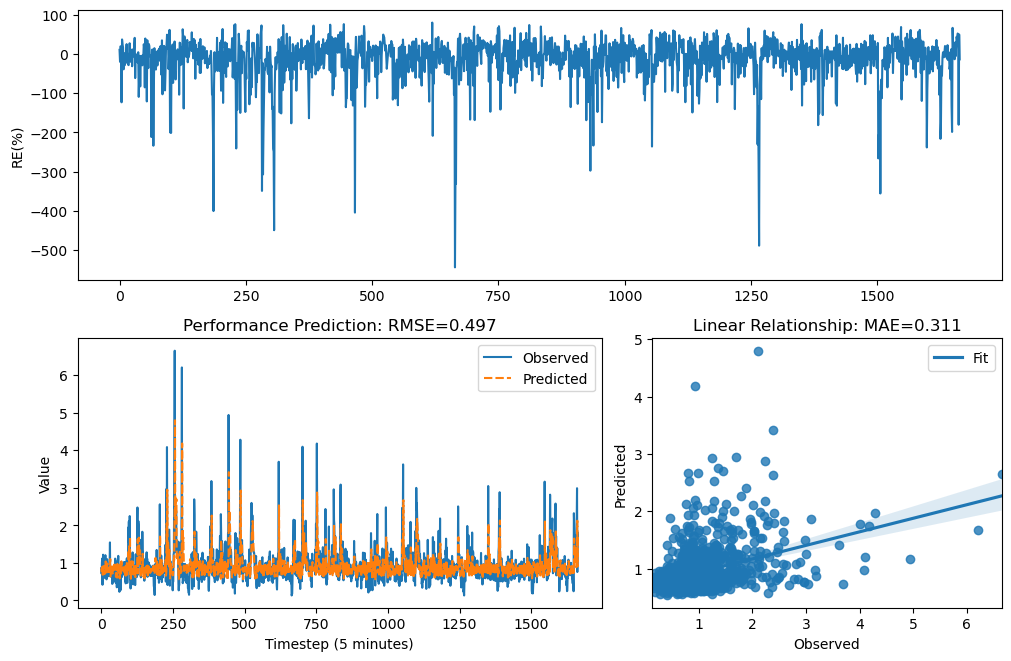 100
0
−100
−200
−300
−400
−500
RE(%)
0 250 500 750 1000 1250 1500
Performance Prediction: RMSE=0.497
Observed
Predicted
6
5
4
3
2
1
0
Value
0 250 500 750 1000 1250 1500
Timestep (5 minutes)
Linear Relationship: MAE=0.311
Fit
5
4
3
2
1
Predicted
1 2 3 4 5 6
Observed